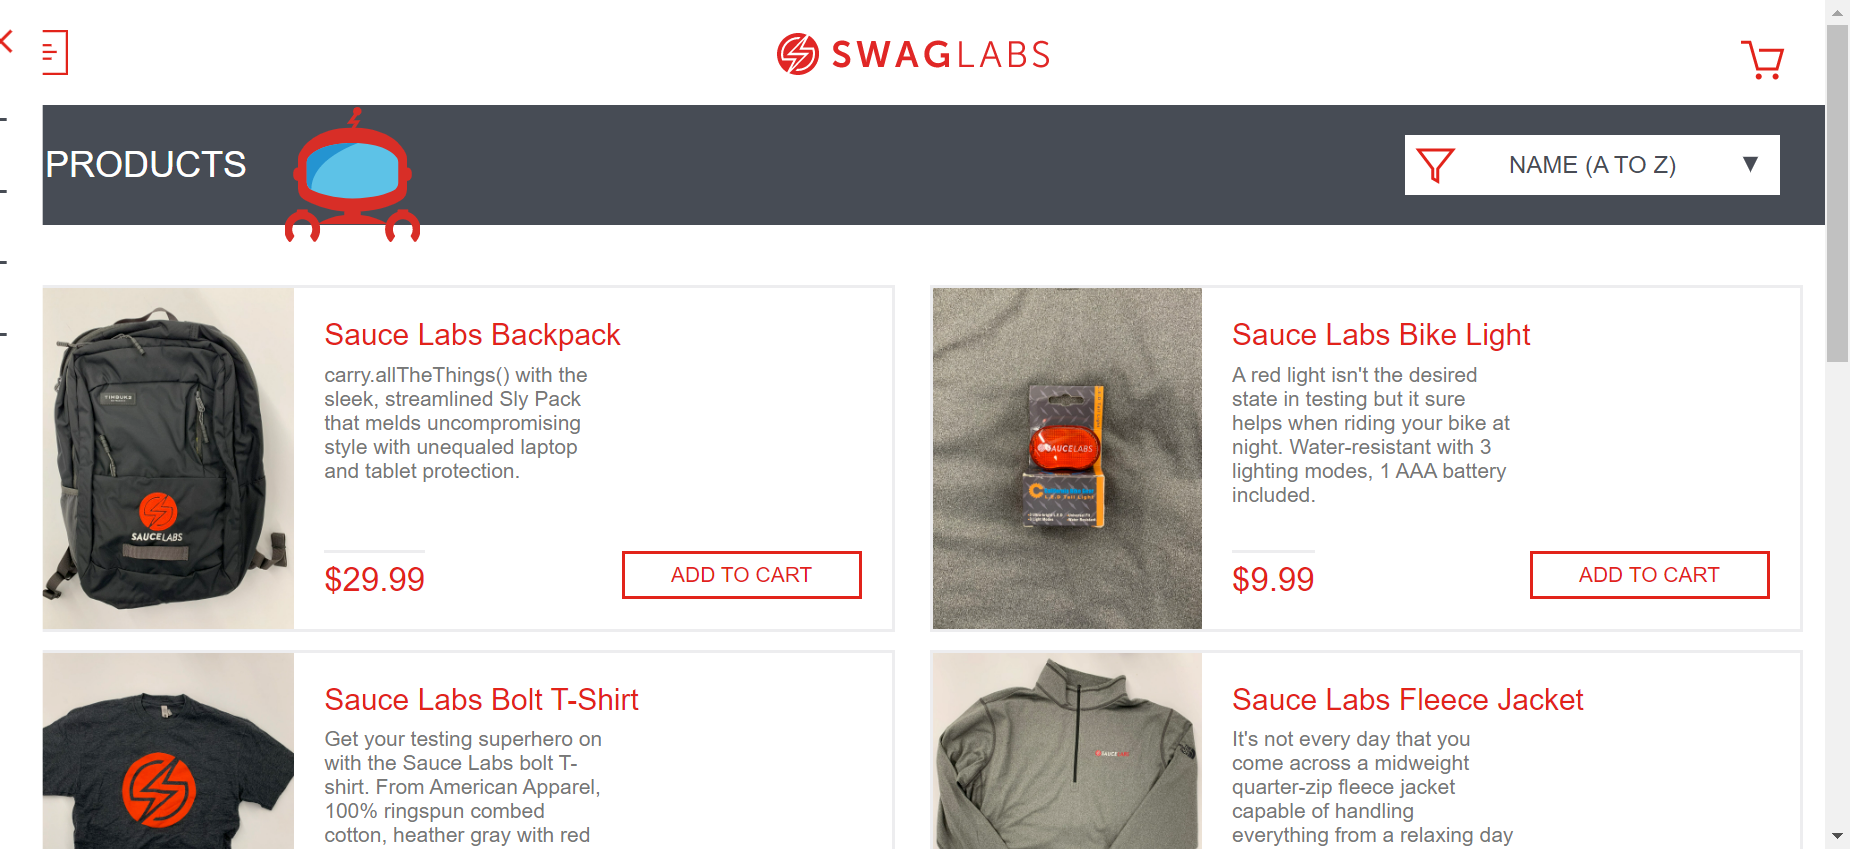 SWAGLABS
PRODUCTS
NAME (A TO Z)
Sauce Labs Backpack
carry.allTheThings() with the
sleek, streamlined Sly Pack
that melds uncompromising
style with unequaled laptop
and tablet protection.
$29.99
ADD TO CART
SAUCELABS
Sauce Labs Bike Light
A red light isn't the desired
state in testing but it sure
helps when riding your bike at
night. Water-resistant with 3
lighting modes, 1 AAA battery
included.
$9.99
ADD TO CART
SAUCELABS
Sauce Labs Bolt T-Shirt
Get your testing superhero on
with the Sauce Labs bolt T-
shirt. From American Apparel,
100% ringspun combed
cotton, heather gray with red
Sauce Labs Fleece Jacket
It's not every day that you
come across a midweight
quarter-zip fleece jacket
capable of handling
everything from a relaxing day
SAUCELABS